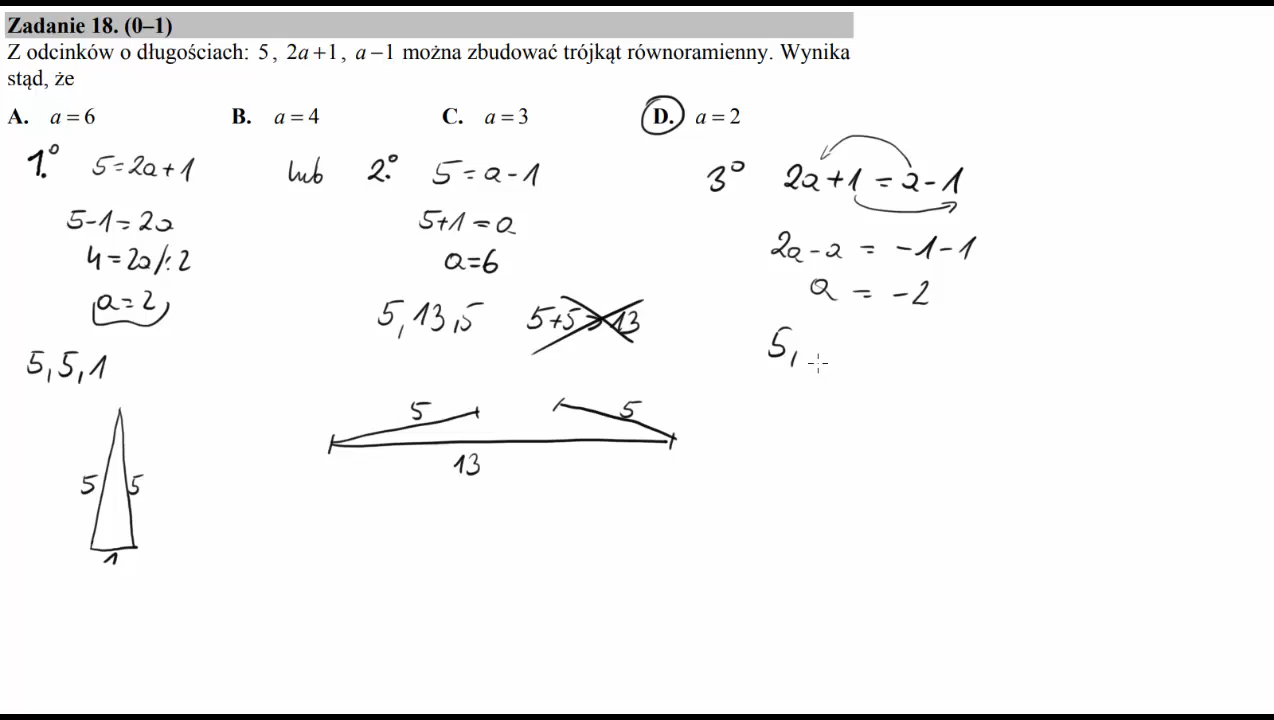 Zadanie 18. (0–1)
Z odcinków o długościach: 5, 2a+1, a−1 można zbudować trójkąt równoramienny. Wynika
stąd, że
A. a = 6 B. a = 4 C. a = 3 D. a = 2
1.° 5=2a+1 lub 2.° 5=a-1 3° 2a+1=a-1
5-1=2a 5+1=a 2a-a = -1-1
4=2a/:2 a=6 a = -2
a=2 5, 13, 5 5+5>13 5,
5, 5, 1
5 5
13
5 5
1